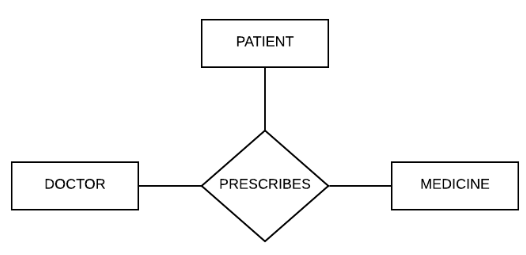 PATIENT
DOCTOR
PRESCRIBES
MEDICINE